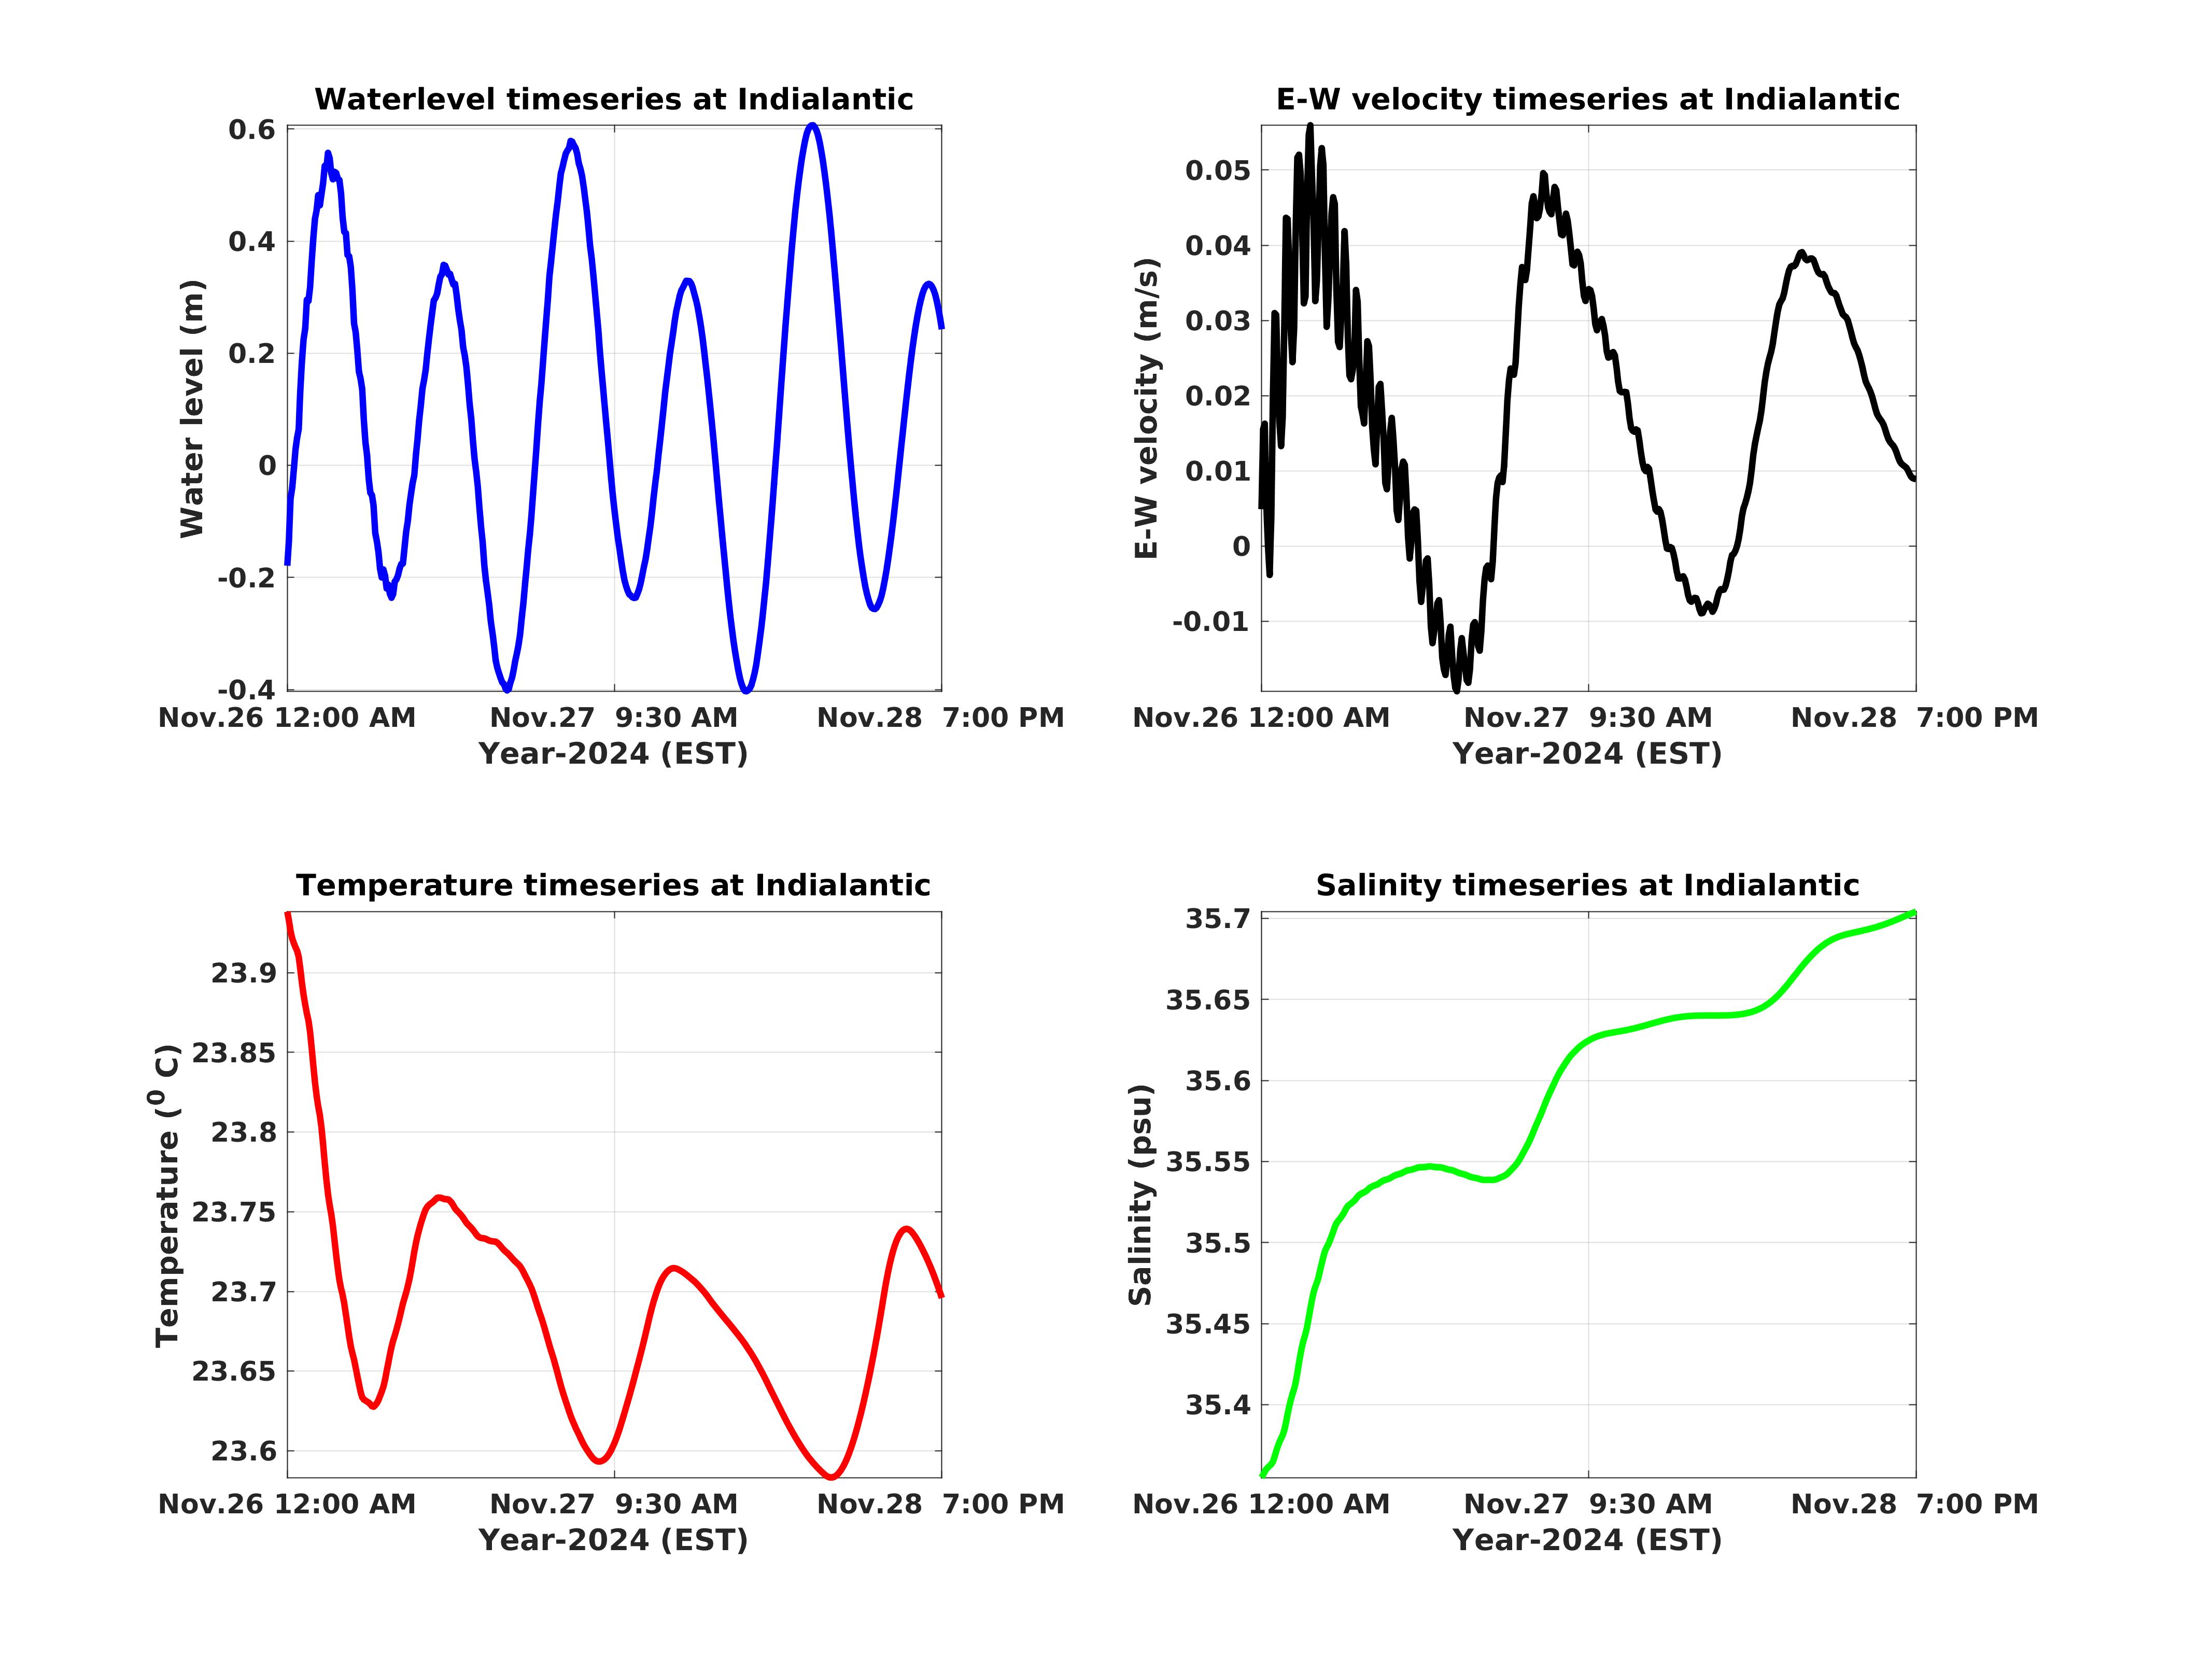 Waterlevel timeseries at Indialantic
0.6
0.4
0.2
0
-0.2
-0.4
Water level (m)
Nov.26 12:00 AM
Nov.27 9:30 AM
Nov.28 7:00 PM
Year-2024 (EST)
E-W velocity timeseries at Indialantic
0.05
0.04
0.03
0.02
0.01
0
-0.01
E-W velocity (m/s)
Nov.26 12:00 AM
Nov.27 9:30 AM
Nov.28 7:00 PM
Year-2024 (EST)
Temperature timeseries at Indialantic
23.9
23.85
23.8
23.75
23.7
23.65
23.6
Temperature (⁰ C)
Nov.26 12:00 AM
Nov.27 9:30 AM
Nov.28 7:00 PM
Year-2024 (EST)
Salinity timeseries at Indialantic
35.7
35.65
35.6
35.55
35.5
35.45
35.4
Salinity (psu)
Nov.26 12:00 AM
Nov.27 9:30 AM
Nov.28 7:00 PM
Year-2024 (EST)